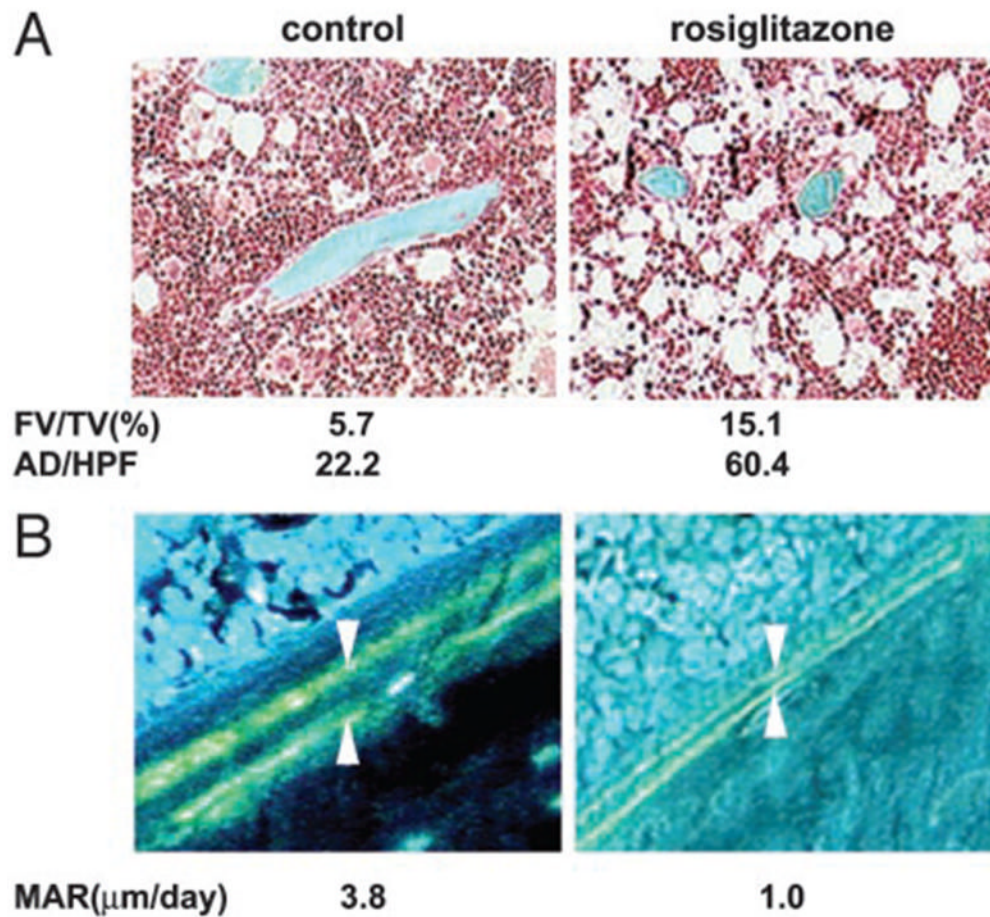 A
control rosiglitazone
FV/TV(%) 5.7 15.1
AD/HPF 22.2 60.4
B
MAR(μm/day) 3.8 1.0